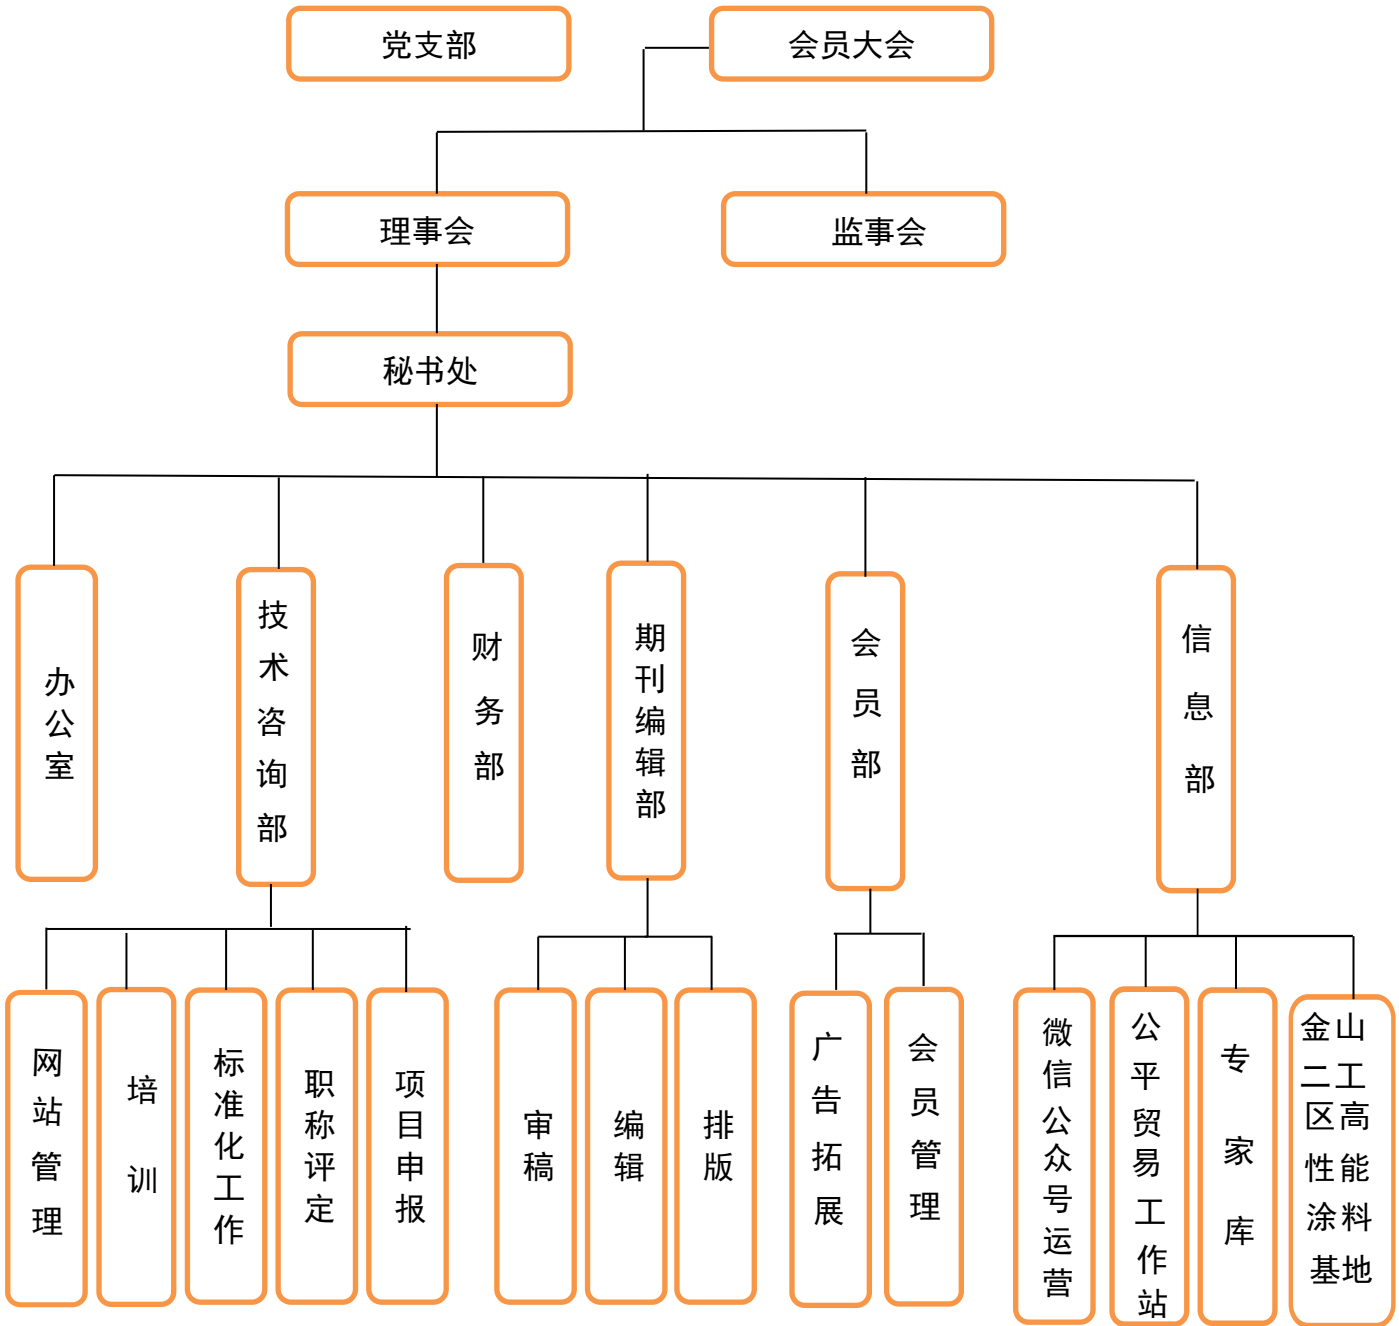 党支部
会员大会
理事会
监事会
秘书处
办公室
技术咨询部
财务部
期刊编辑部
会员部
信息部
网站管理
培训
标准化工作
职称评定
项目申报
审稿
编辑
排版
广告拓展
会员管理
微信公众号运营
公平贸易工作站
专家库
金山
二工
区高
性能
涂料
基地